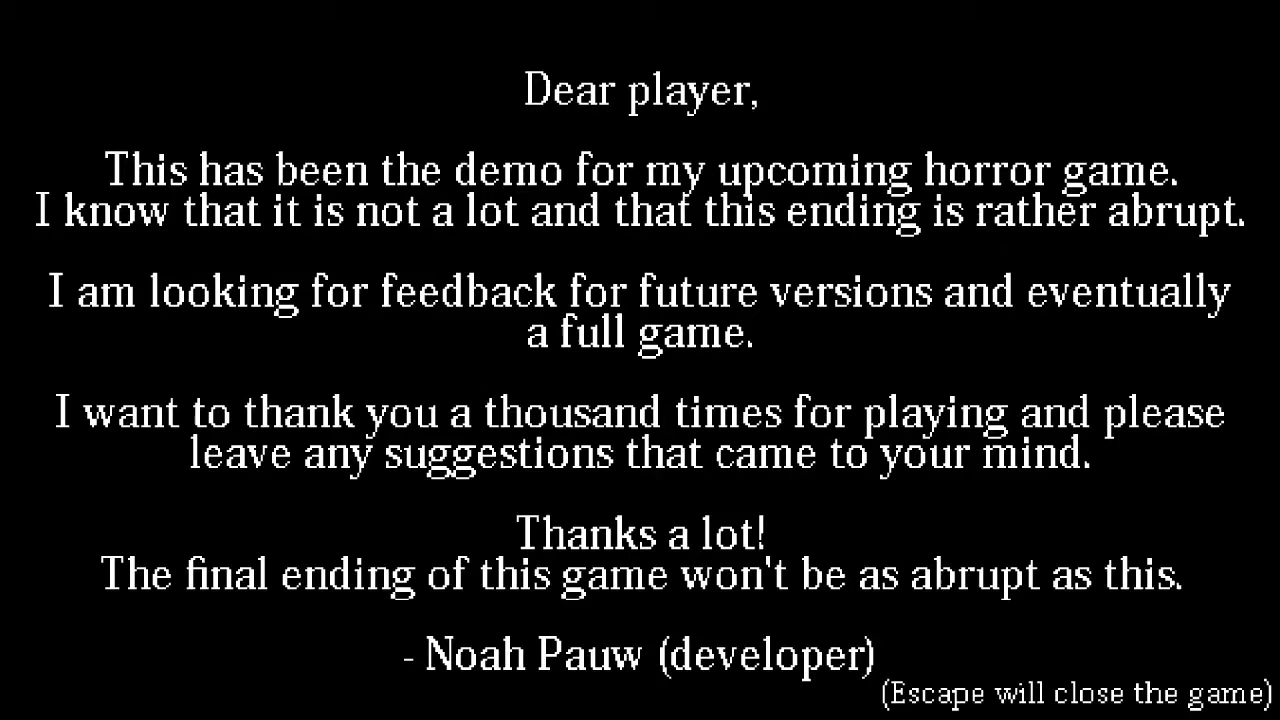 Dear player,
This has been the demo for my upcoming horror game.
I know that it is not a lot and that this ending is rather abrupt.
I am looking for feedback for future versions and eventually
a full game.
I want to thank you a thousand times for playing and please
leave any suggestions that came to your mind.
Thanks a lot!
The final ending of this game won't be as abrupt as this.
- Noah Pauw (developer)
(Escape will close the game)